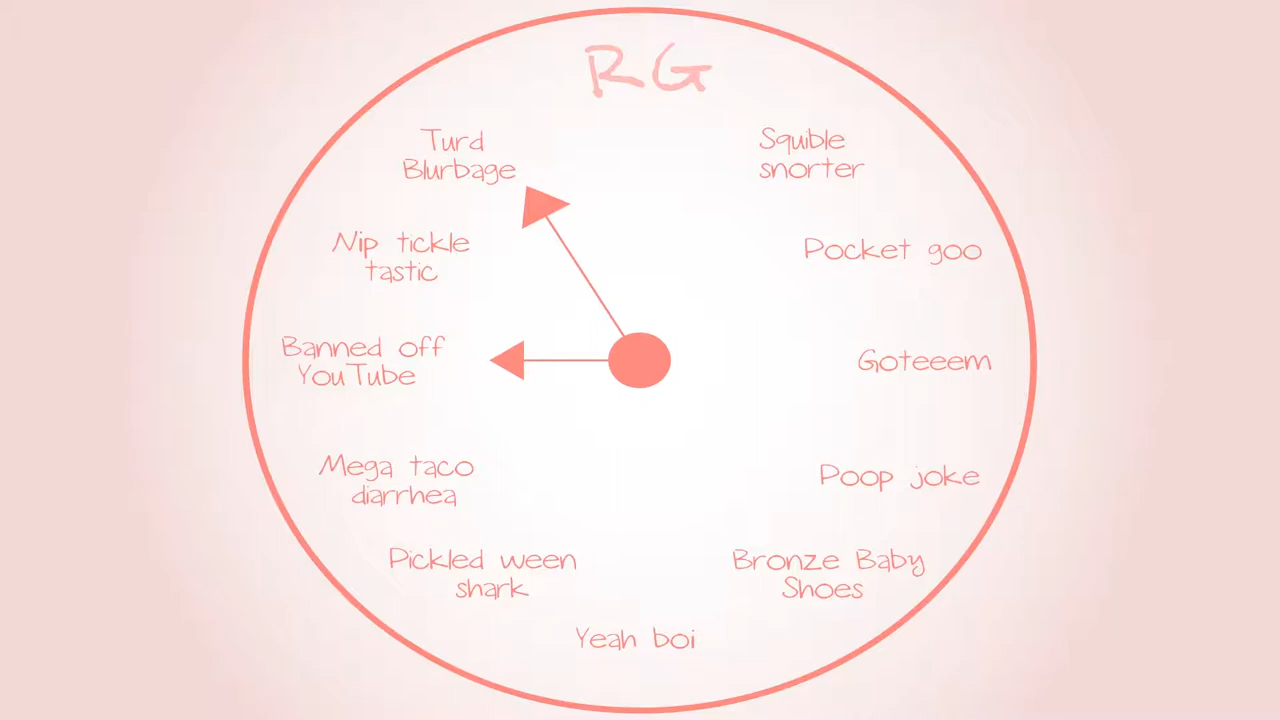 RG
Turd
Blurbage
Squible
snorter
Nip tickle
tastic
Pocket goo
Banned off
YouTube
Goteeem
Mega taco
diarrhea
Poop joke
Pickled ween
shark
Bronze Baby
Shoes
Yeah boi